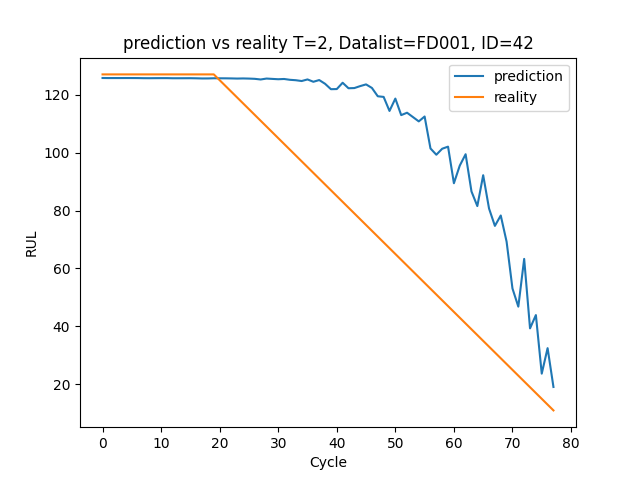 prediction vs reality T=2, Datalist=FD001, ID=42
prediction
reality
RUL
120
100
80
60
40
20
0 10 20 30 40 50 60 70 80
Cycle